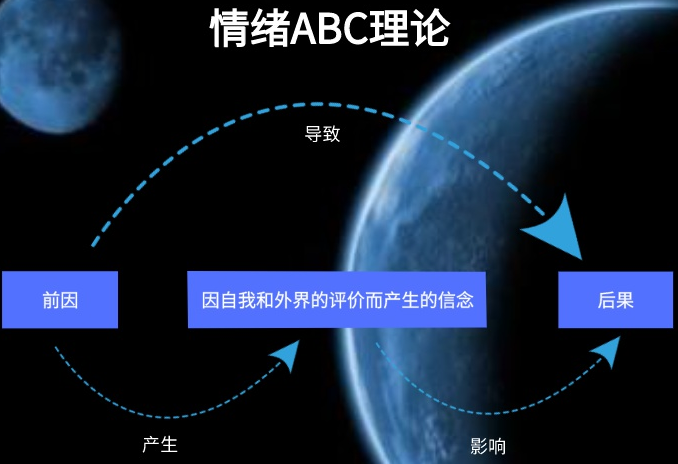 情绪ABC理论
导致
前因
因自我和外界的评价而产生的信念
后果
产生
影响